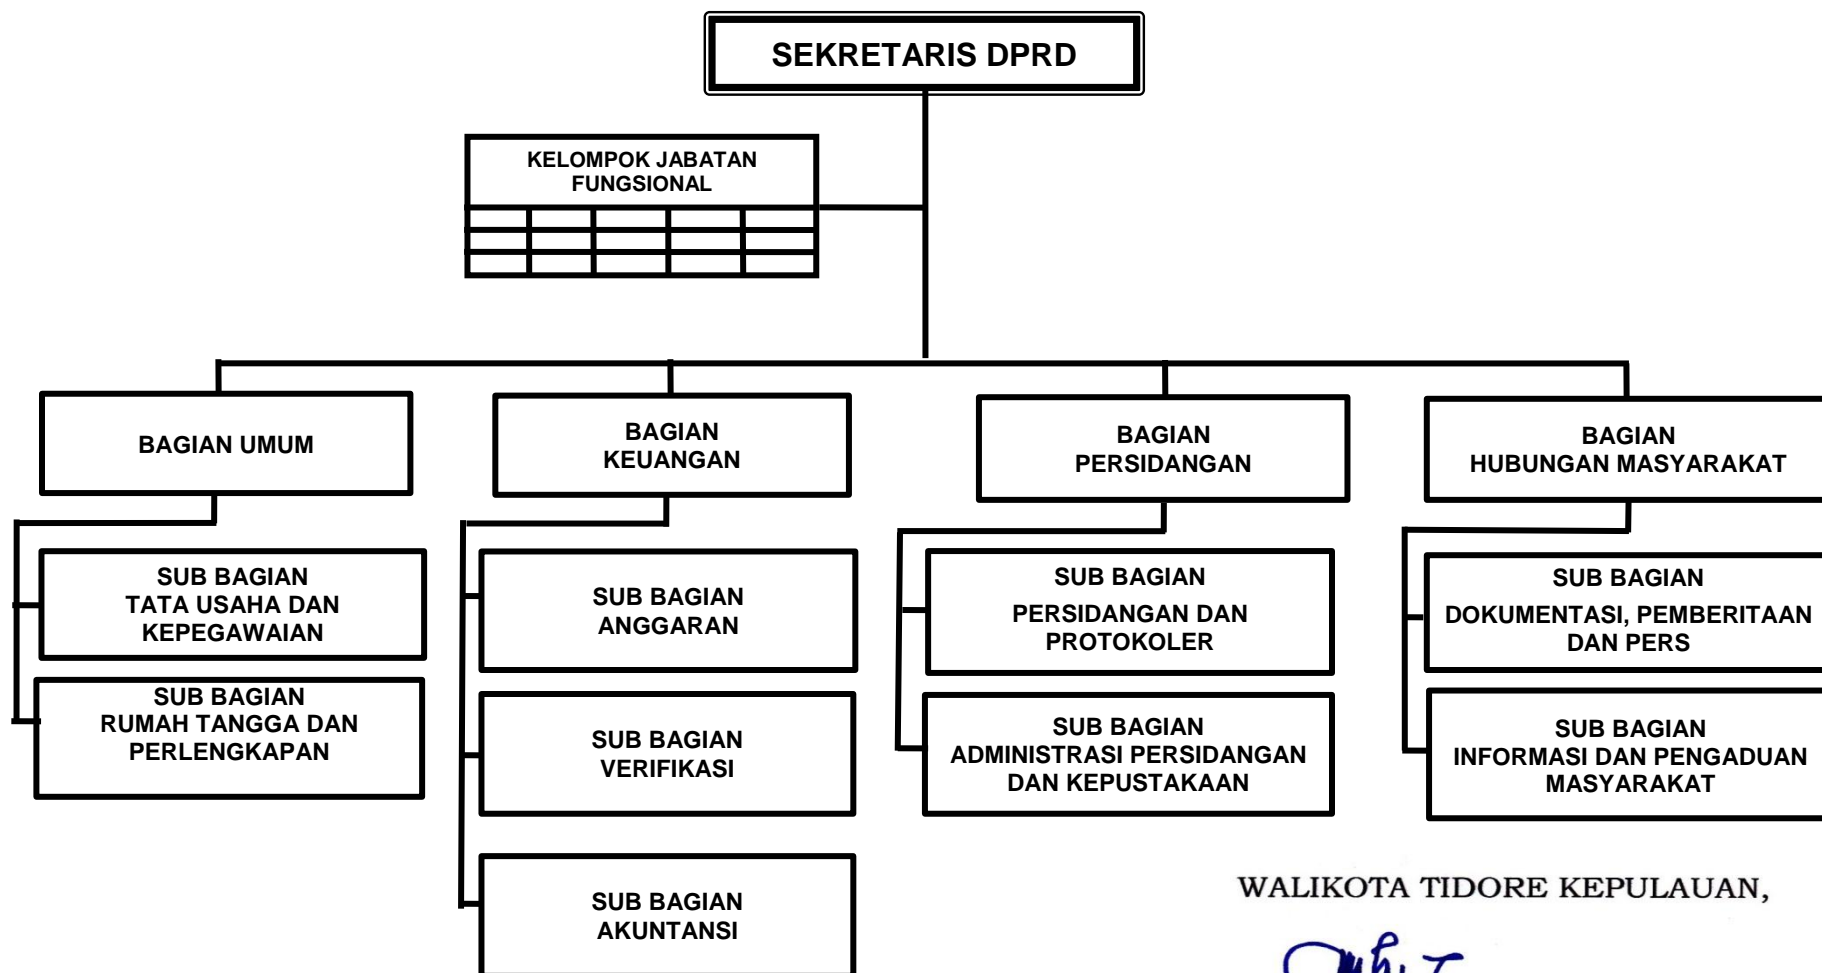 SEKRETARIS DPRD
KELOMPOK JABATAN
FUNGSIONAL
BAGIAN UMUM
BAGIAN
KEUANGAN
BAGIAN
PERSIDANGAN
BAGIAN
HUBUNGAN MASYARAKAT
SUB BAGIAN
TATA USAHA DAN
KEPEGAWAIAN
SUB BAGIAN
ANGGARAN
SUB BAGIAN
PERSIDANGAN DAN
PROTOKOLER
SUB BAGIAN
DOKUMENTASI, PEMBERITAAN
DAN PERS
SUB BAGIAN
RUMAH TANGGA DAN
PERLENGKAPAN
SUB BAGIAN
VERIFIKASI
SUB BAGIAN
ADMINISTRASI PERSIDANGAN
DAN KEPUSTAKAAN
SUB BAGIAN
INFORMASI DAN PENGADUAN
MASYARAKAT
SUB BAGIAN
AKUNTANSI
WALIKOTA TIDORE KEPULAUAN,